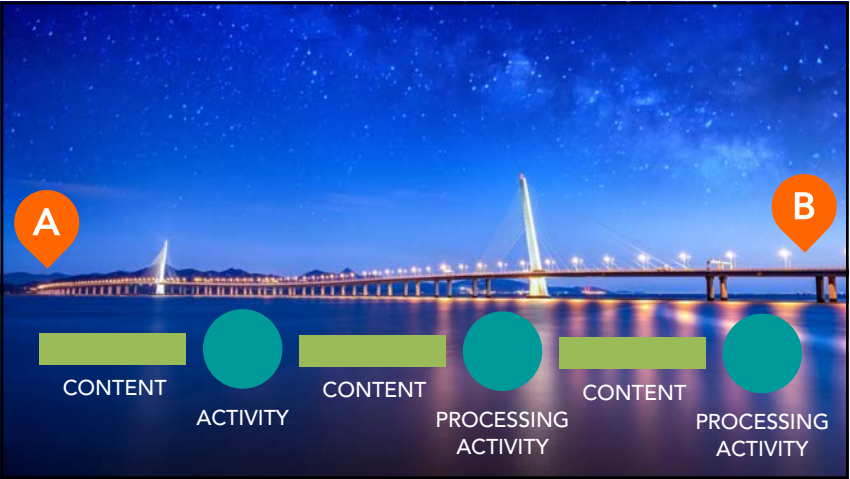 A
B
CONTENT
ACTIVITY
CONTENT
PROCESSING
ACTIVITY
CONTENT
PROCESSING
ACTIVITY